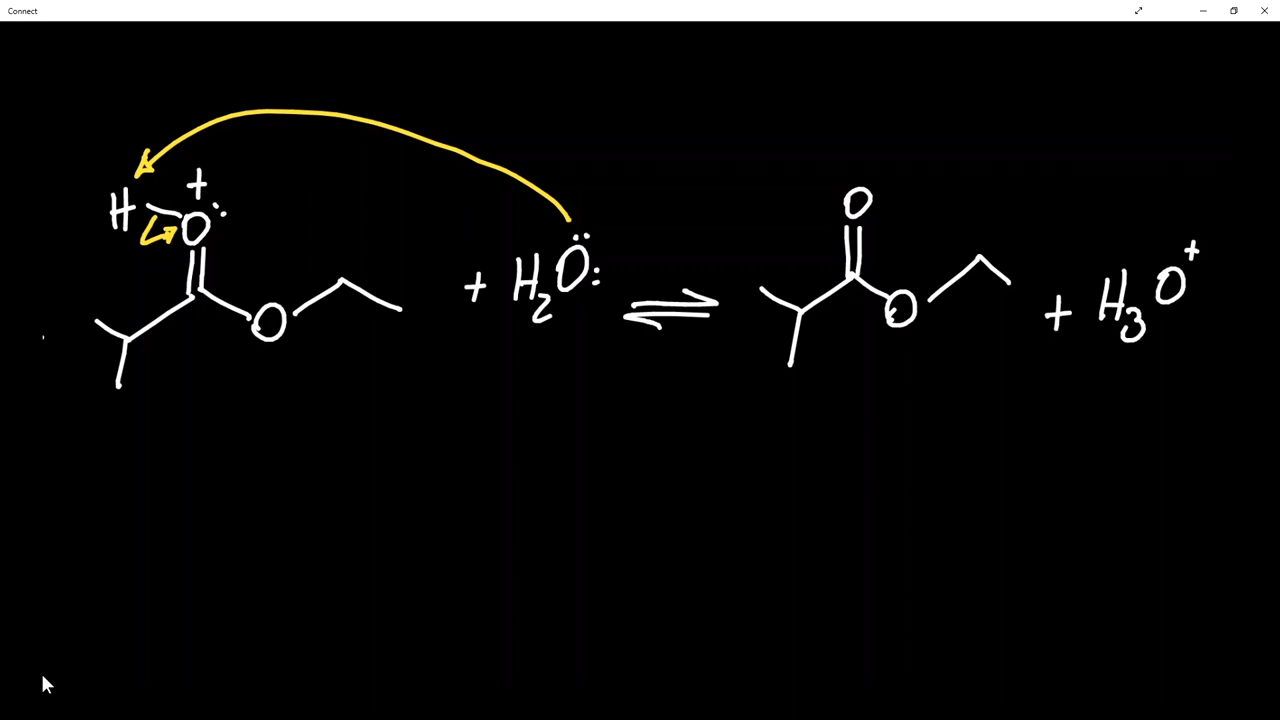 Connect
H O + : O + H₂O : ⇌ O O + H₃O⁺